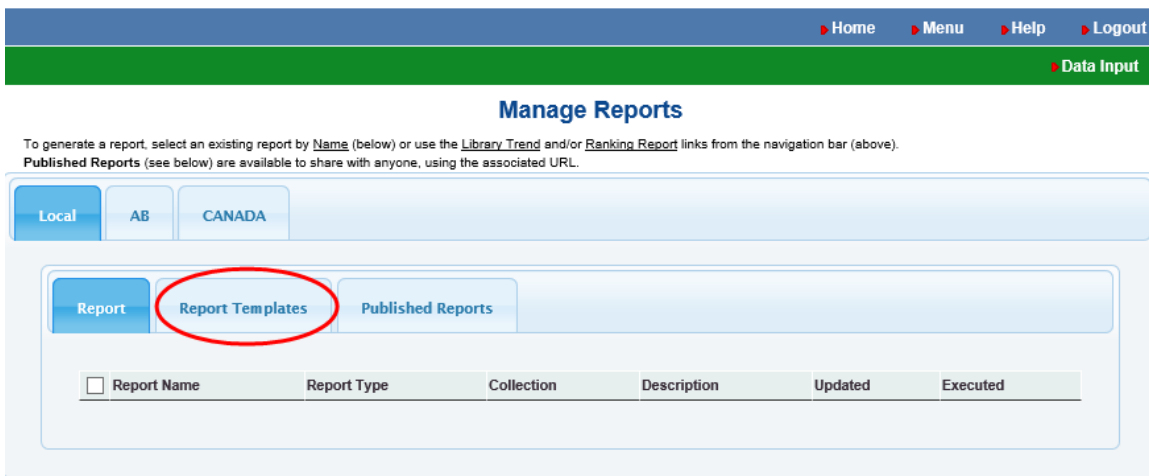 Home Menu Help Logout
Data Input
Manage Reports
To generate a report, select an existing report by Name (below) or use the Library Trend and/or Ranking Report links from the navigation bar (above).
Published Reports (see below) are available to share with anyone, using the associated URL.
Local AB CANADA
Report Report Templates Published Reports
Report Name Report Type Collection Description Updated Executed